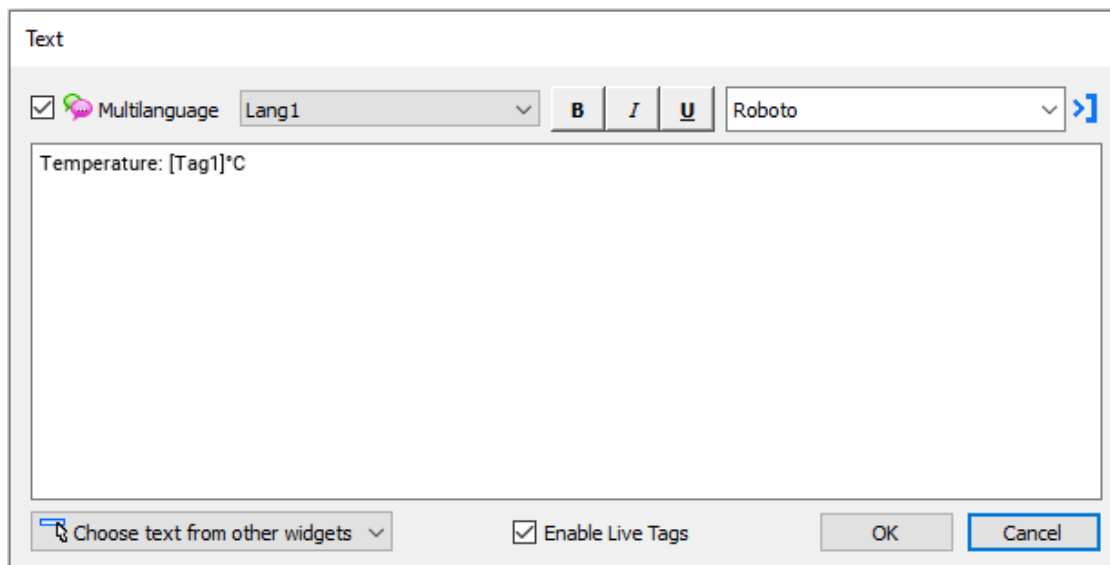 Text
Multilanguage Lang1 B I U Roboto
Temperature: [Tag1]°C
Choose text from other widgets Enable Live Tags OK Cancel